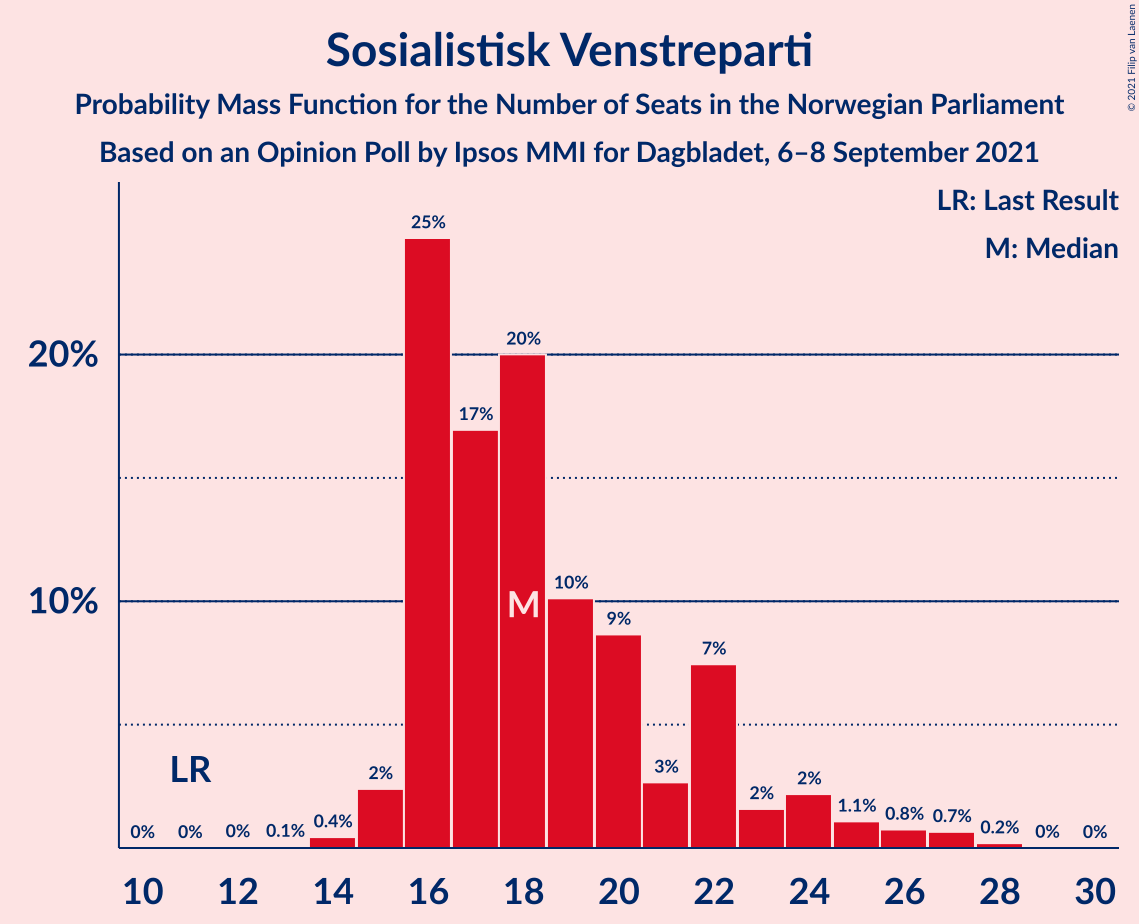 Sosialistisk Venstreparti
Probability Mass Function for the Number of Seats in the Norwegian Parliament
Based on an Opinion Poll by Ipsos MMI for Dagbladet, 6–8 September 2021
© 2021 Filip van Laenen
LR: Last Result
M: Median
25%
20%
20%
17%
10%
10%
M
9%
7%
LR
3%
2%
2%
2%
1.1%
0.8%
0.7%
0.4%
0.2%
0% 0% 0% 0.1%
0% 0%
10 12 14 16 18 20 22 24 26 28 30